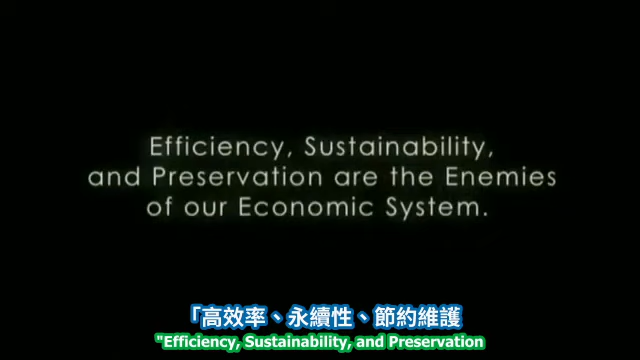 Efficiency, Sustainability,
and Preservation are the Enemies
of our Economic System.
「高效率、永續性、節約維護
"Efficiency, Sustainability, and Preservation